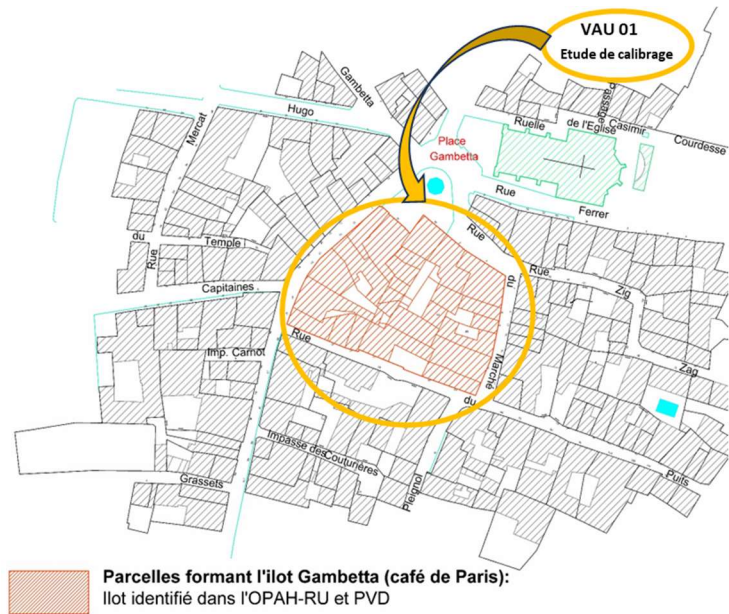 VAU 01
Etude de calibrage
Gambetta
Hugo
Mercat
Passage
Ruelle
de l'Eglise
Casimir
Courdesse
Place
Gambetta
Rue
Ferrer
Rue
du
Temple
Rue
du
Rue
Zig
Capitaines
Rue
Imp. Carnot
Marché
Zag
du
Impasse des
Couturières
Puits
Grassets
Pleignol
Parcelles formant l'ilot Gambetta (café de Paris):
Ilot identifié dans l'OPAH-RU et PVD